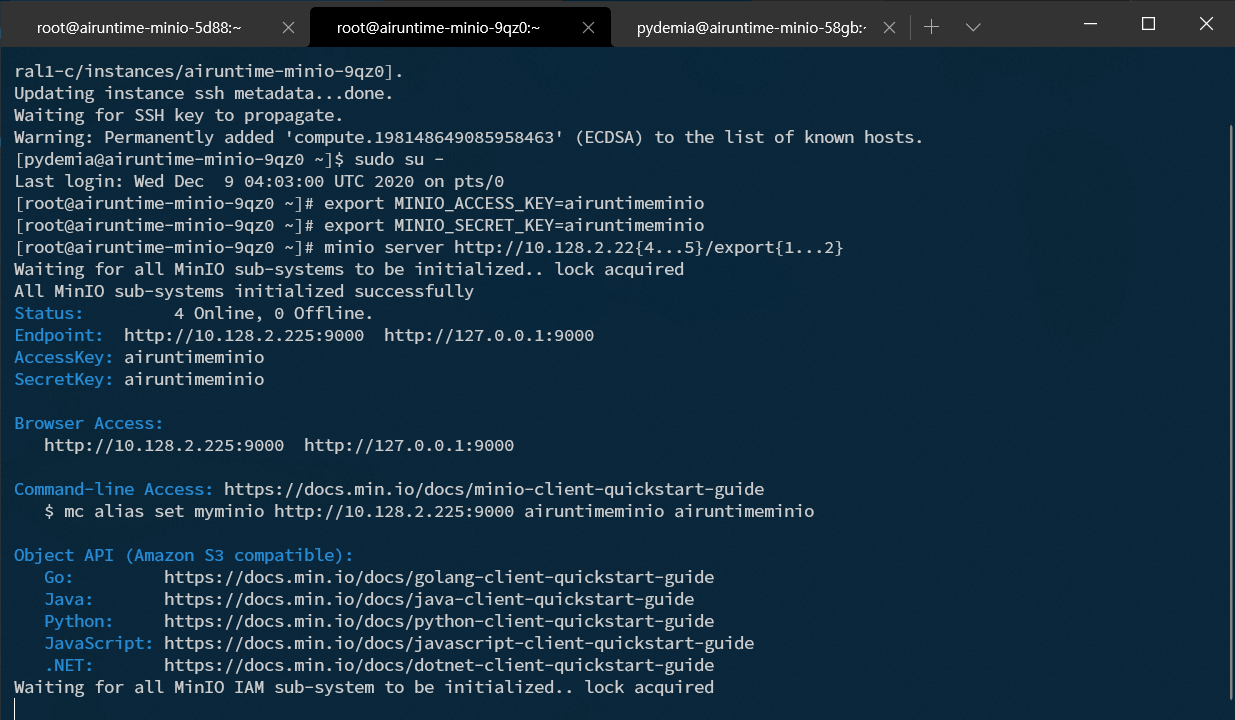 root@airuntime-minio-5d88:~
root@airuntime-minio-9qz0:~
pydemia@airuntime-minio-58gb:
ral1-c/instances/airuntime-minio-9qz0].
Updating instance ssh metadata...done.
Waiting for SSH key to propagate.
Warning: Permanently added 'compute.198148649085958463' (ECDSA) to the list of known hosts.
[pydemia@airuntime-minio-9qz0 ~]$ sudo su -
Last login: Wed Dec  9 04:03:00 UTC 2020 on pts/0
[root@airuntime-minio-9qz0 ~]# export MINIO_ACCESS_KEY=airuntimeminio
[root@airuntime-minio-9qz0 ~]# export MINIO_SECRET_KEY=airuntimeminio
[root@airuntime-minio-9qz0 ~]# minio server http://10.128.2.22{4...5}/export{1...2}
Waiting for all MinIO sub-systems to be initialized.. lock acquired
All MinIO sub-systems initialized successfully
Status:         4 Online, 0 Offline.
Endpoint:  http://10.128.2.225:9000  http://127.0.0.1:9000
AccessKey: airuntimeminio
SecretKey: airuntimeminio
Browser Access:
   http://10.128.2.225:9000  http://127.0.0.1:9000
Command-line Access: https://docs.min.io/docs/minio-client-quickstart-guide
   $ mc alias set myminio http://10.128.2.225:9000 airuntimeminio airuntimeminio
Object API (Amazon S3 compatible):
   Go:         https://docs.min.io/docs/golang-client-quickstart-guide
   Java:       https://docs.min.io/docs/java-client-quickstart-guide
   Python:     https://docs.min.io/docs/python-client-quickstart-guide
   JavaScript: https://docs.min.io/docs/javascript-client-quickstart-guide
   .NET:       https://docs.min.io/docs/dotnet-client-quickstart-guide
Waiting for all MinIO IAM sub-system to be initialized.. lock acquired